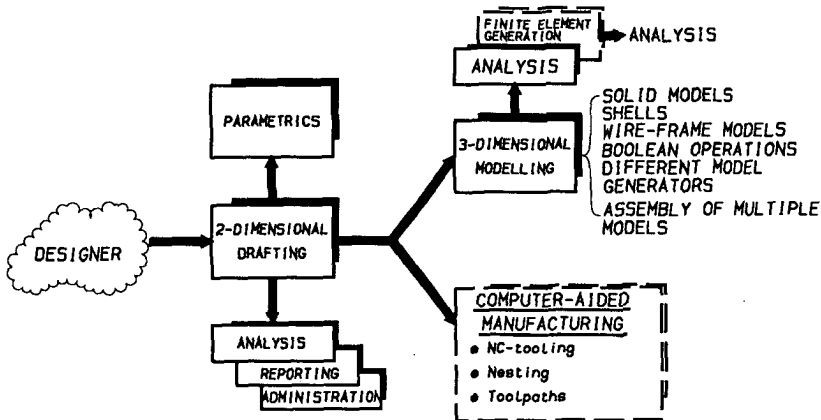 FINITE ELEMENT
GENERATION
ANALYSIS
ANALYSIS
PARAMETRICS
3-DIMENSIONAL
MODELLING
SOLID MODELS
SHELLS
WIRE-FRAME MODELS
BOOLEAN OPERATIONS
DIFFERENT MODEL
GENERATORS
ASSEMBLY OF MULTIPLE
MODELS
DESIGNER
2-DIMENSIONAL
DRAFTING
ANALYSIS
REPORTING
ADMINISTRATION
COMPUTER-AIDED
MANUFACTURING
• NC-tooling
• Nesting
• Toolpaths